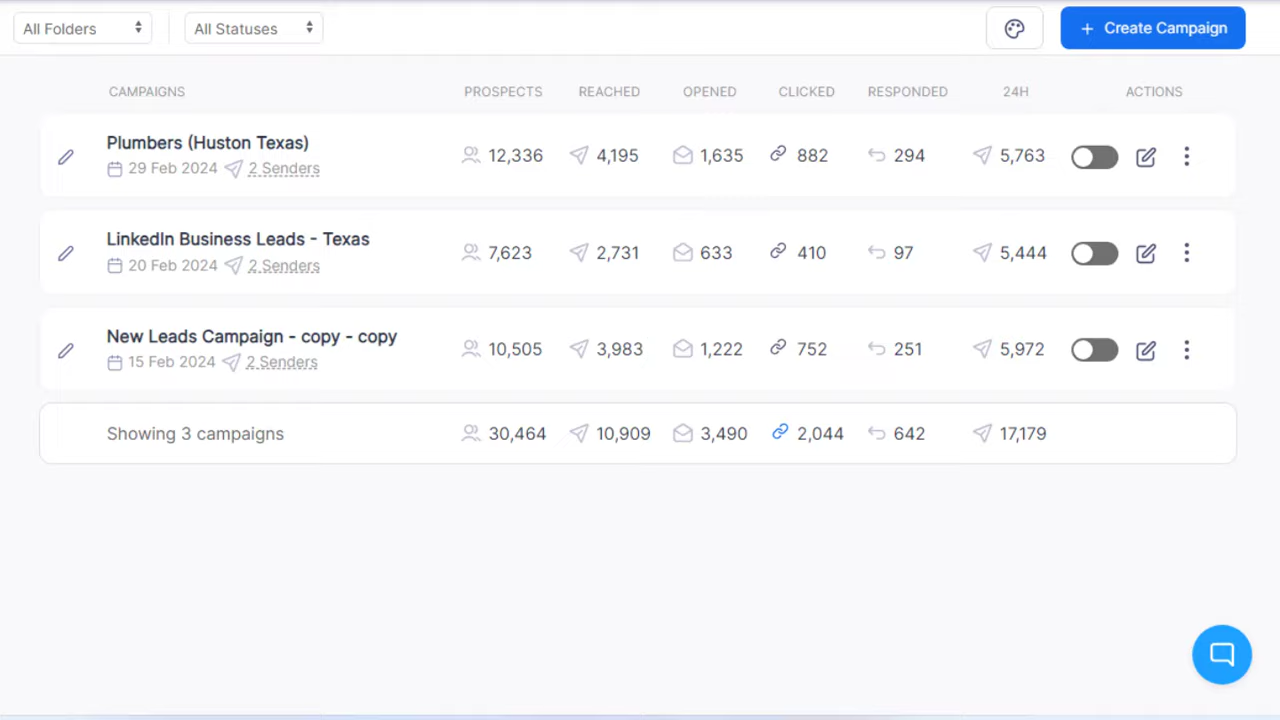 All Folders
All Statuses
+ Create Campaign
CAMPAIGNS PROSPECTS REACHED OPENED CLICKED RESPONDED 24H ACTIONS
Plumbers (Huston Texas)
12,336 4,195 1,635 882 294 5,763
29 Feb 2024 2 Senders
LinkedIn Business Leads - Texas
7,623 2,731 633 410 97 5,444
20 Feb 2024 2 Senders
New Leads Campaign - copy - copy
10,505 3,983 1,222 752 251 5,972
15 Feb 2024 2 Senders
Showing 3 campaigns 30,464 10,909 3,490 2,044 642 17,179